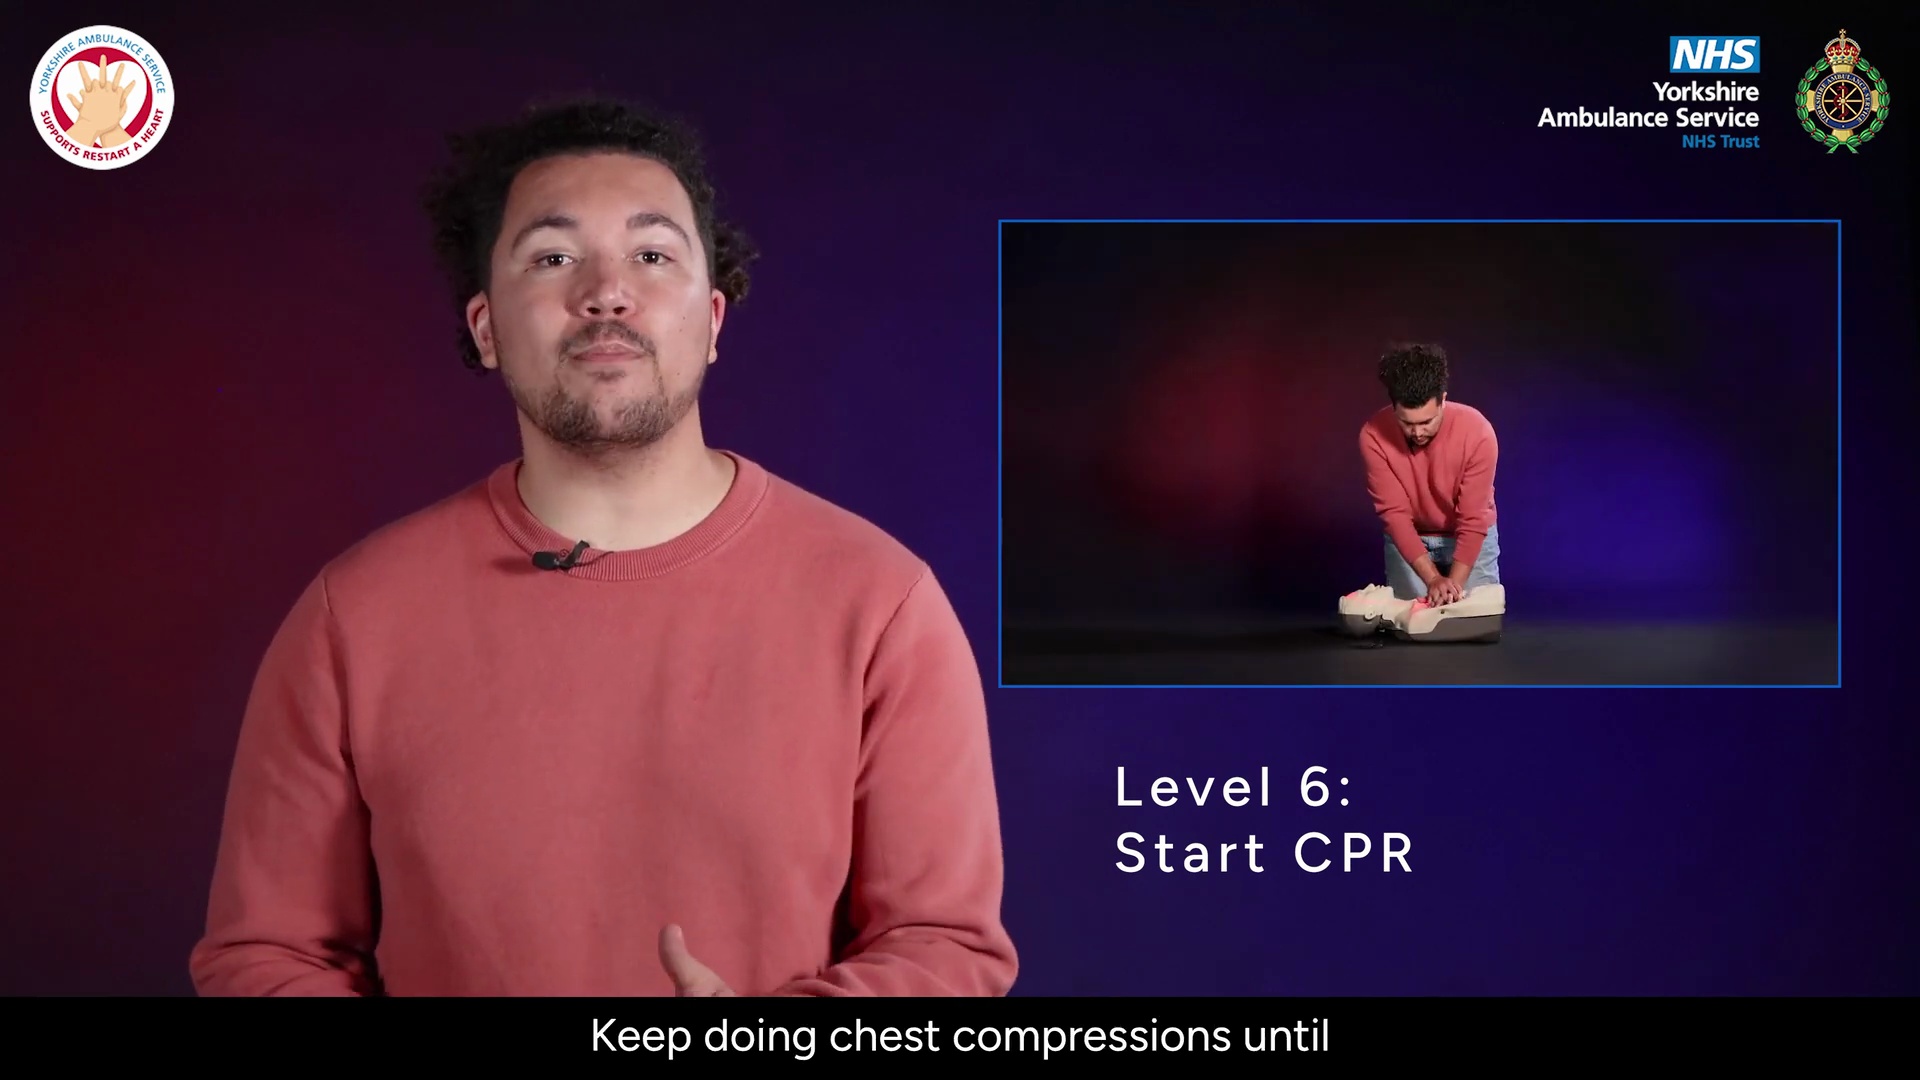 YORKSHIRE AMBULANCE SERVICE
SUPPORTS RESTART A HEART
NHS
Yorkshire
Ambulance Service
NHS Trust
Level 6:
Start CPR
Keep doing chest compressions until